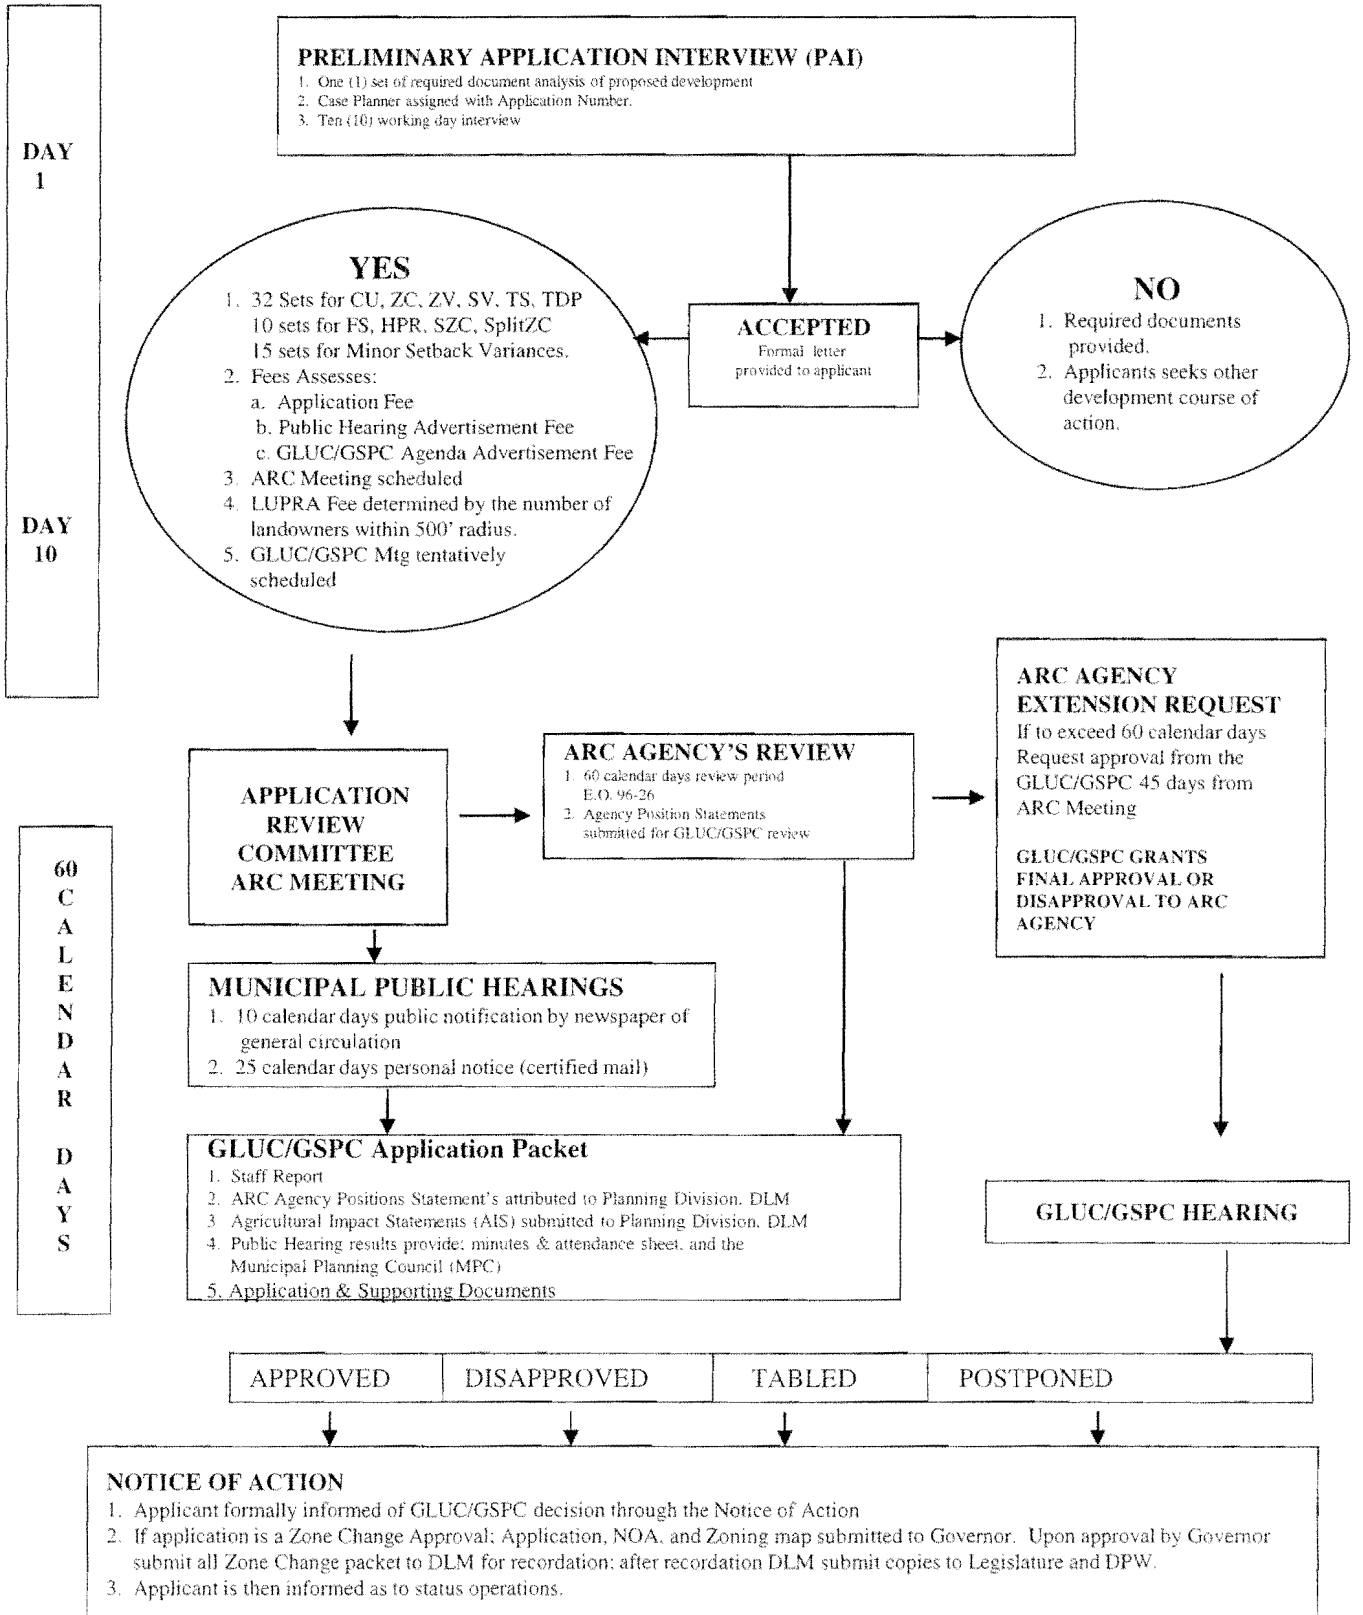 PRELIMINARY APPLICATION INTERVIEW (PAI)
1. One (1) set of required document analysis of proposed development
2. Case Planner assigned with Application Number.
3. Ten (10) working day interview
DAY
1
YES
1. 32 Sets for CU, ZC, ZV, SV, TS, TDP
10 sets for FS, HPR, SZC, SplitZC
15 sets for Minor Setback Variances.
2. Fees Assesses:
a. Application Fee
b. Public Hearing Advertisement Fee
c. GLUC/GSPC Agenda Advertisement Fee
3. ARC Meeting scheduled
4. LUPRA Fee determined by the number of
landowners within 500' radius.
5. GLUC/GSPC Mtg tentatively
scheduled
ACCEPTED
Formal letter
provided to applicant
NO
1. Required documents
provided.
2. Applicants seeks other
development course of
action.
DAY
10
APPLICATION
REVIEW
COMMITTEE
ARC MEETING
ARC AGENCY'S REVIEW
1. 60 calendar days review period
E.O. 96-26
2. Agency Position Statements
submitted for GLUC/GSPC review
ARC AGENCY
EXTENSION REQUEST
If to exceed 60 calendar days
Request approval from the
GLUC/GSPC 45 days from
ARC Meeting
GLUC/GSPC GRANTS
FINAL APPROVAL OR
DISAPPROVAL TO ARC
AGENCY
60
C
A
L
E
N
D
A
R
D
A
Y
S
MUNICIPAL PUBLIC HEARINGS
1. 10 calendar days public notification by newspaper of
general circulation
2. 25 calendar days personal notice (certified mail)
GLUC/GSPC Application Packet
1. Staff Report
2. ARC Agency Positions Statement's attributed to Planning Division. DLM
3 Agricultural Impact Statements (AIS) submitted to Planning Division. DLM
4. Public Hearing results provide: minutes & attendance sheet. and the
Municipal Planning Council (MPC)
5. Application & Supporting Documents
GLUC/GSPC HEARING
APPROVED
DISAPPROVED
TABLED
POSTPONED
NOTICE OF ACTION
1. Applicant formally informed of GLUC/GSPC decision through the Notice of Action
2. If application is a Zone Change Approval; Application, NOA, and Zoning map submitted to Governor. Upon approval by Governor
submit all Zone Change packet to DLM for recordation; after recordation DLM submit copies to Legislature and DPW.
3. Applicant is then informed as to status operations.